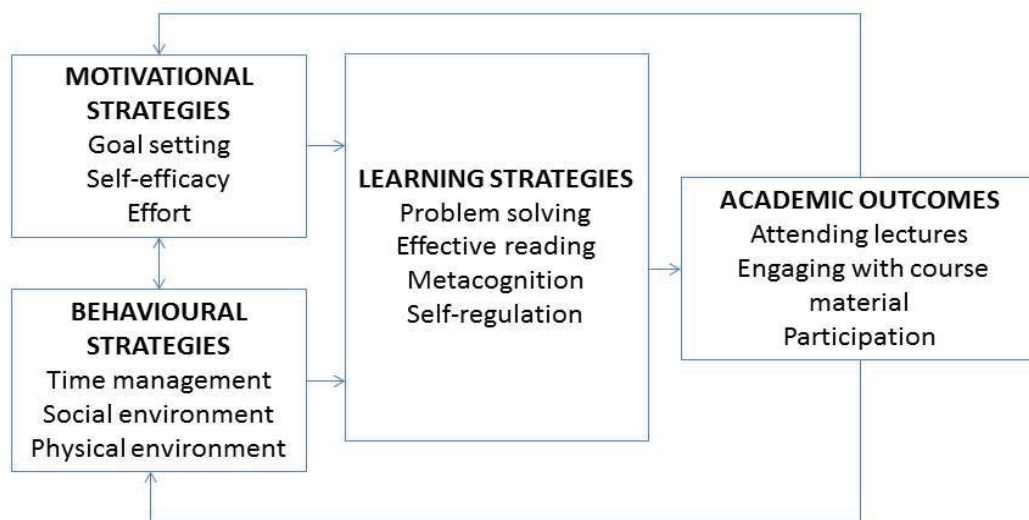 MOTIVATIONAL
STRATEGIES
Goal setting
Self-efficacy
Effort
BEHAVIOURAL
STRATEGIES
Time management
Social environment
Physical environment
LEARNING STRATEGIES
Problem solving
Effective reading
Metacognition
Self-regulation
ACADEMIC OUTCOMES
Attending lectures
Engaging with course
material
Participation